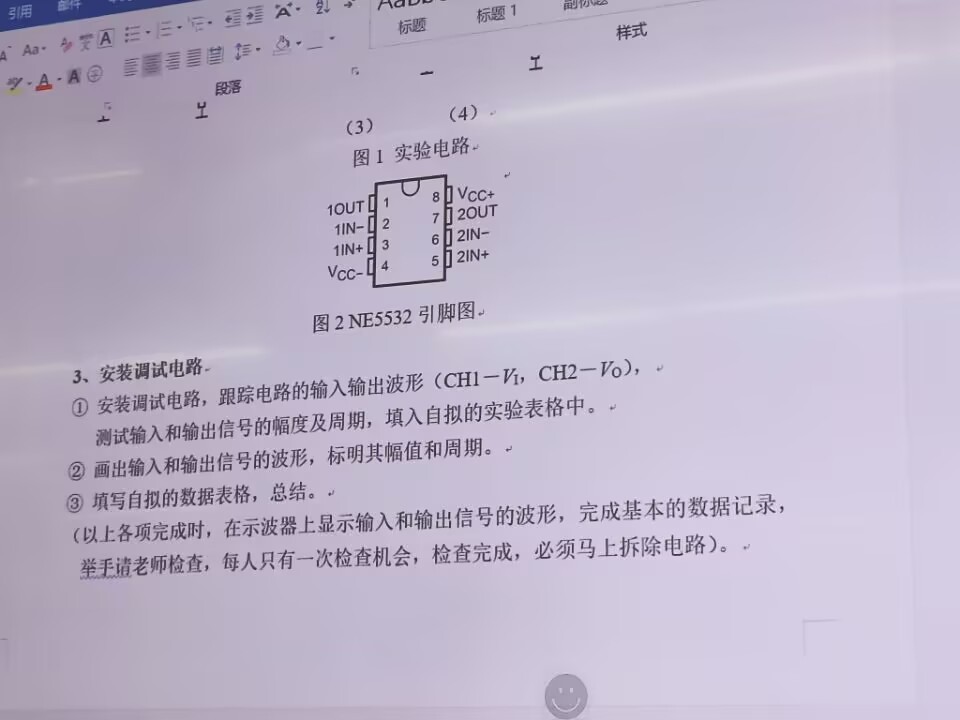 引用 邮件
Aa
标题 标题 1 副标题
段落 样式
（3） （4）
图 1 实验电路
1OUT 1 8 VCC+
1IN− 2 7 2OUT
1IN+ 3 6 2IN−
VCC− 4 5 2IN+
图 2 NE5532 引脚图
3、安装调试电路
① 安装调试电路，跟踪电路的输入输出波形（CH1－VI，CH2－VO），
测试输入和输出信号的幅度及周期，填入自拟的实验表格中。
② 画出输入和输出信号的波形，标明其幅值和周期。
③ 填写自拟的数据表格，总结。
（以上各项完成时，在示波器上显示输入和输出信号的波形，完成基本的数据记录，
举手请老师检查，每人只有一次检查机会，检查完成，必须马上拆除电路）。